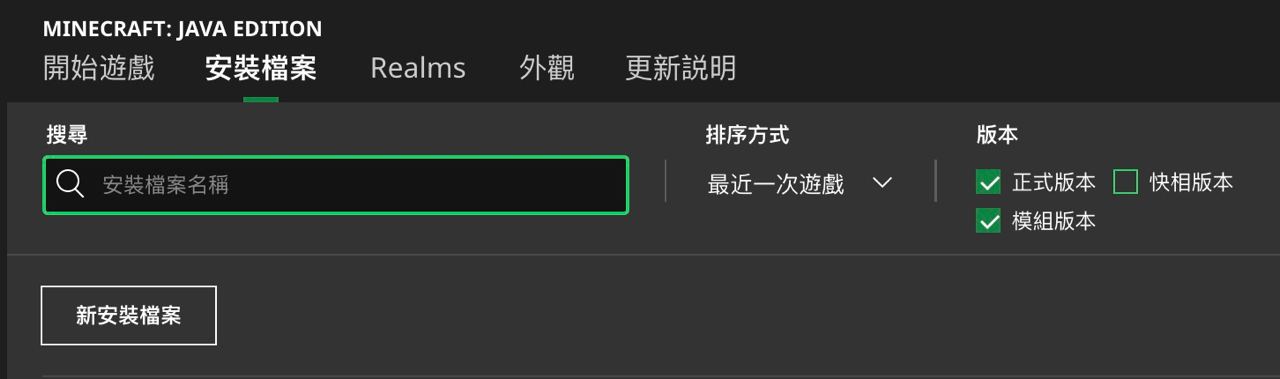 MINECRAFT: JAVA EDITION
開始遊戲 安裝檔案 Realms 外觀 更新説明
搜尋 排序方式 版本
安裝檔案名稱 最近一次遊戲 正式版本 快相版本
模組版本
新安裝檔案